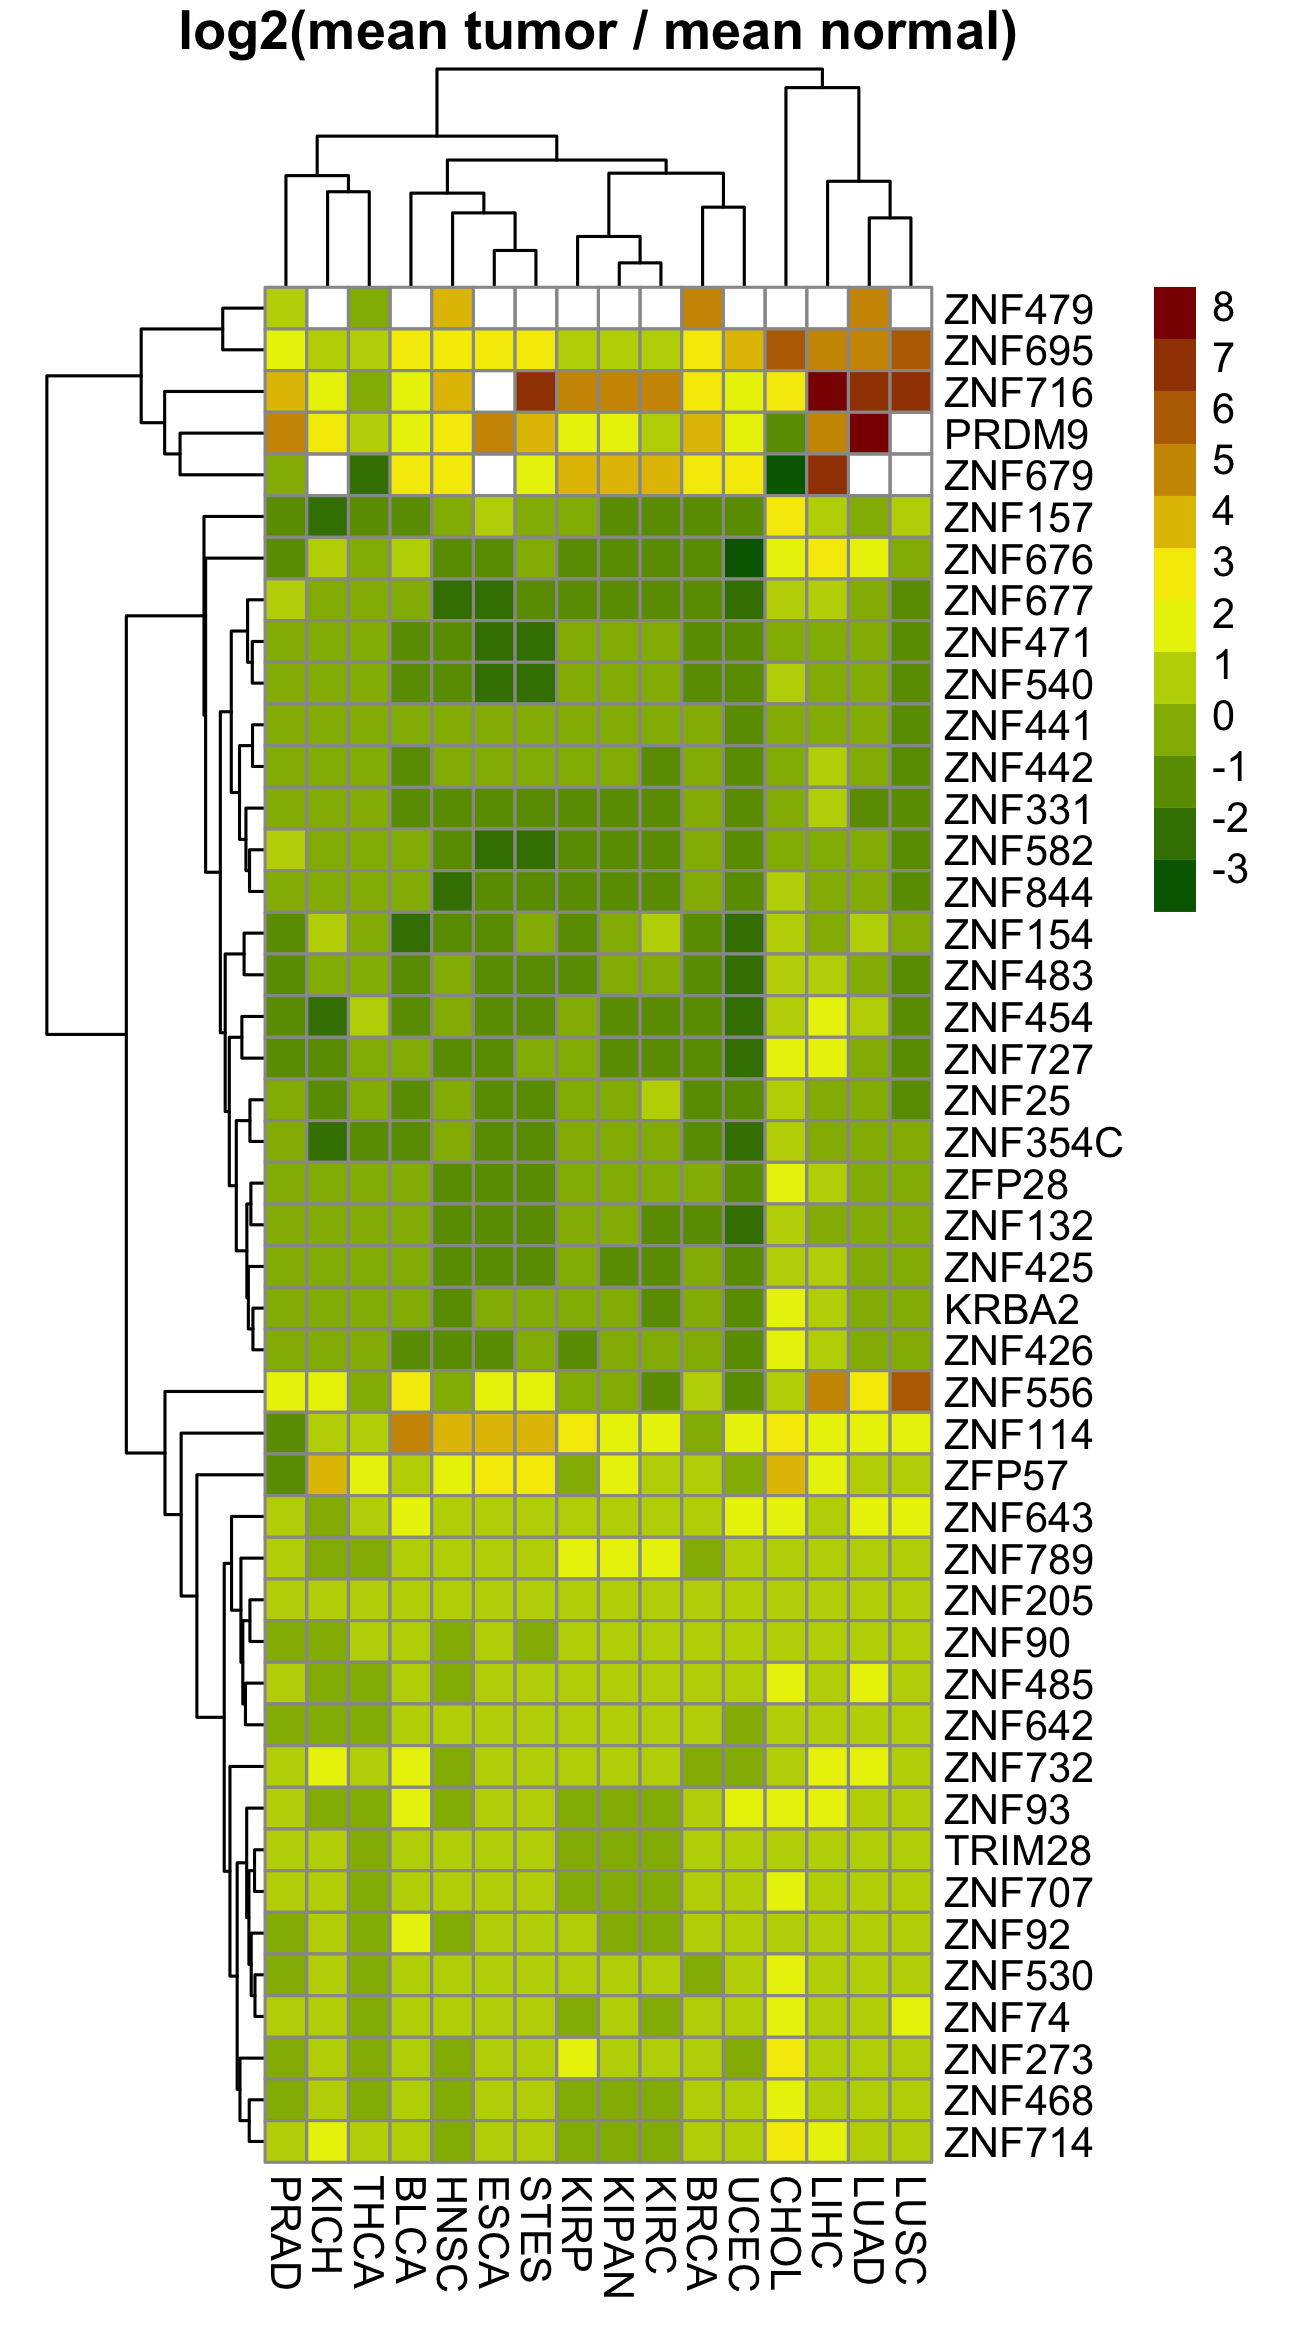 log2(mean tumor / mean normal)
8
7
6
5
4
3
2
1
0
-1
-2
-3
ZNF479
ZNF695
ZNF716
PRDM9
ZNF679
ZNF157
ZNF676
ZNF677
ZNF471
ZNF540
ZNF441
ZNF442
ZNF331
ZNF582
ZNF844
ZNF154
ZNF483
ZNF454
ZNF727
ZNF25
ZNF354C
ZFP28
ZNF132
ZNF425
KRBA2
ZNF426
ZNF556
ZNF114
ZFP57
ZNF643
ZNF789
ZNF205
ZNF90
ZNF485
ZNF642
ZNF732
ZNF93
TRIM28
ZNF707
ZNF92
ZNF530
ZNF74
ZNF273
ZNF468
ZNF714
PRAD
KICH
THCA
BLCA
HNSC
ESCA
STES
KIRP
KIPAN
KIRC
BRCA
UCEC
CHOL
LIHC
LUAD
LUSC